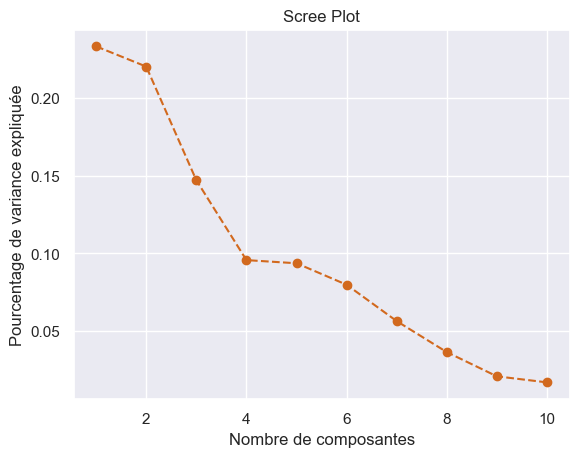 Scree Plot
Pourcentage de variance expliquée
0.20
0.15
0.10
0.05
2 4 6 8 10
Nombre de composantes